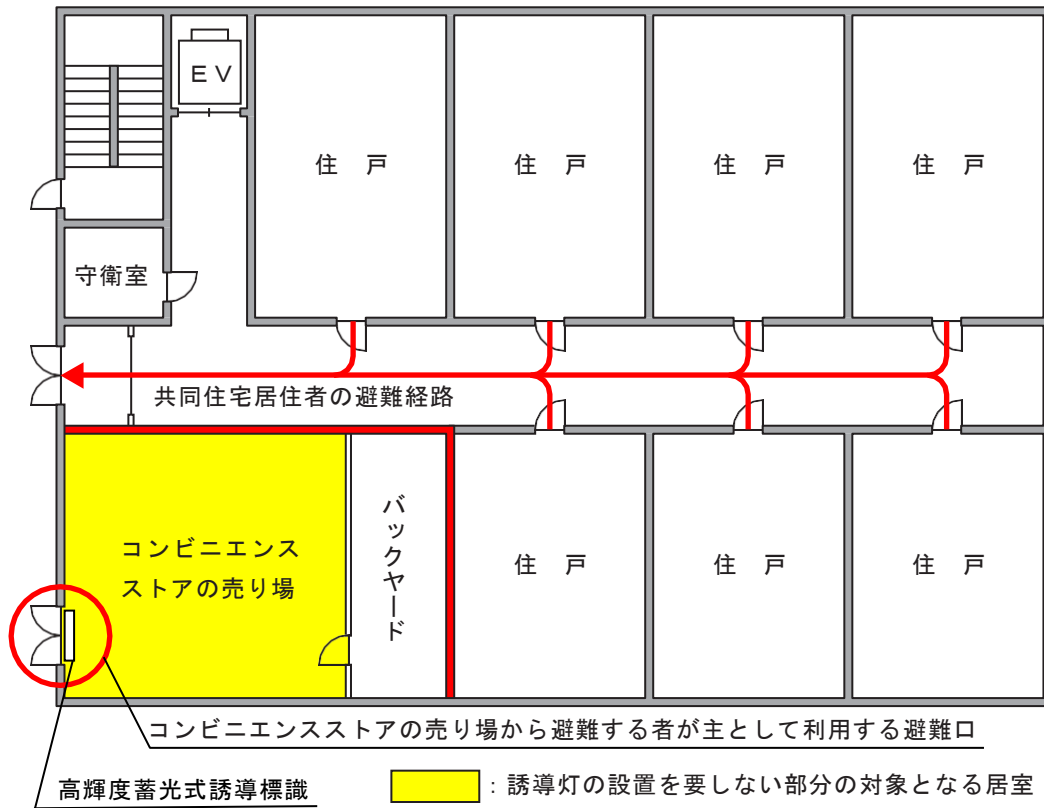 ＥＶ
住　戸
住　戸
住　戸
住　戸
守衛室
共同住宅居住者の避難経路
コンビニエンス
ストアの売り場
バックヤード
住　戸
住　戸
住　戸
コンビニエンスストアの売り場から避難する者が主として利用する避難口
高輝度蓄光式誘導標識
：誘導灯の設置を要しない部分の対象となる居室